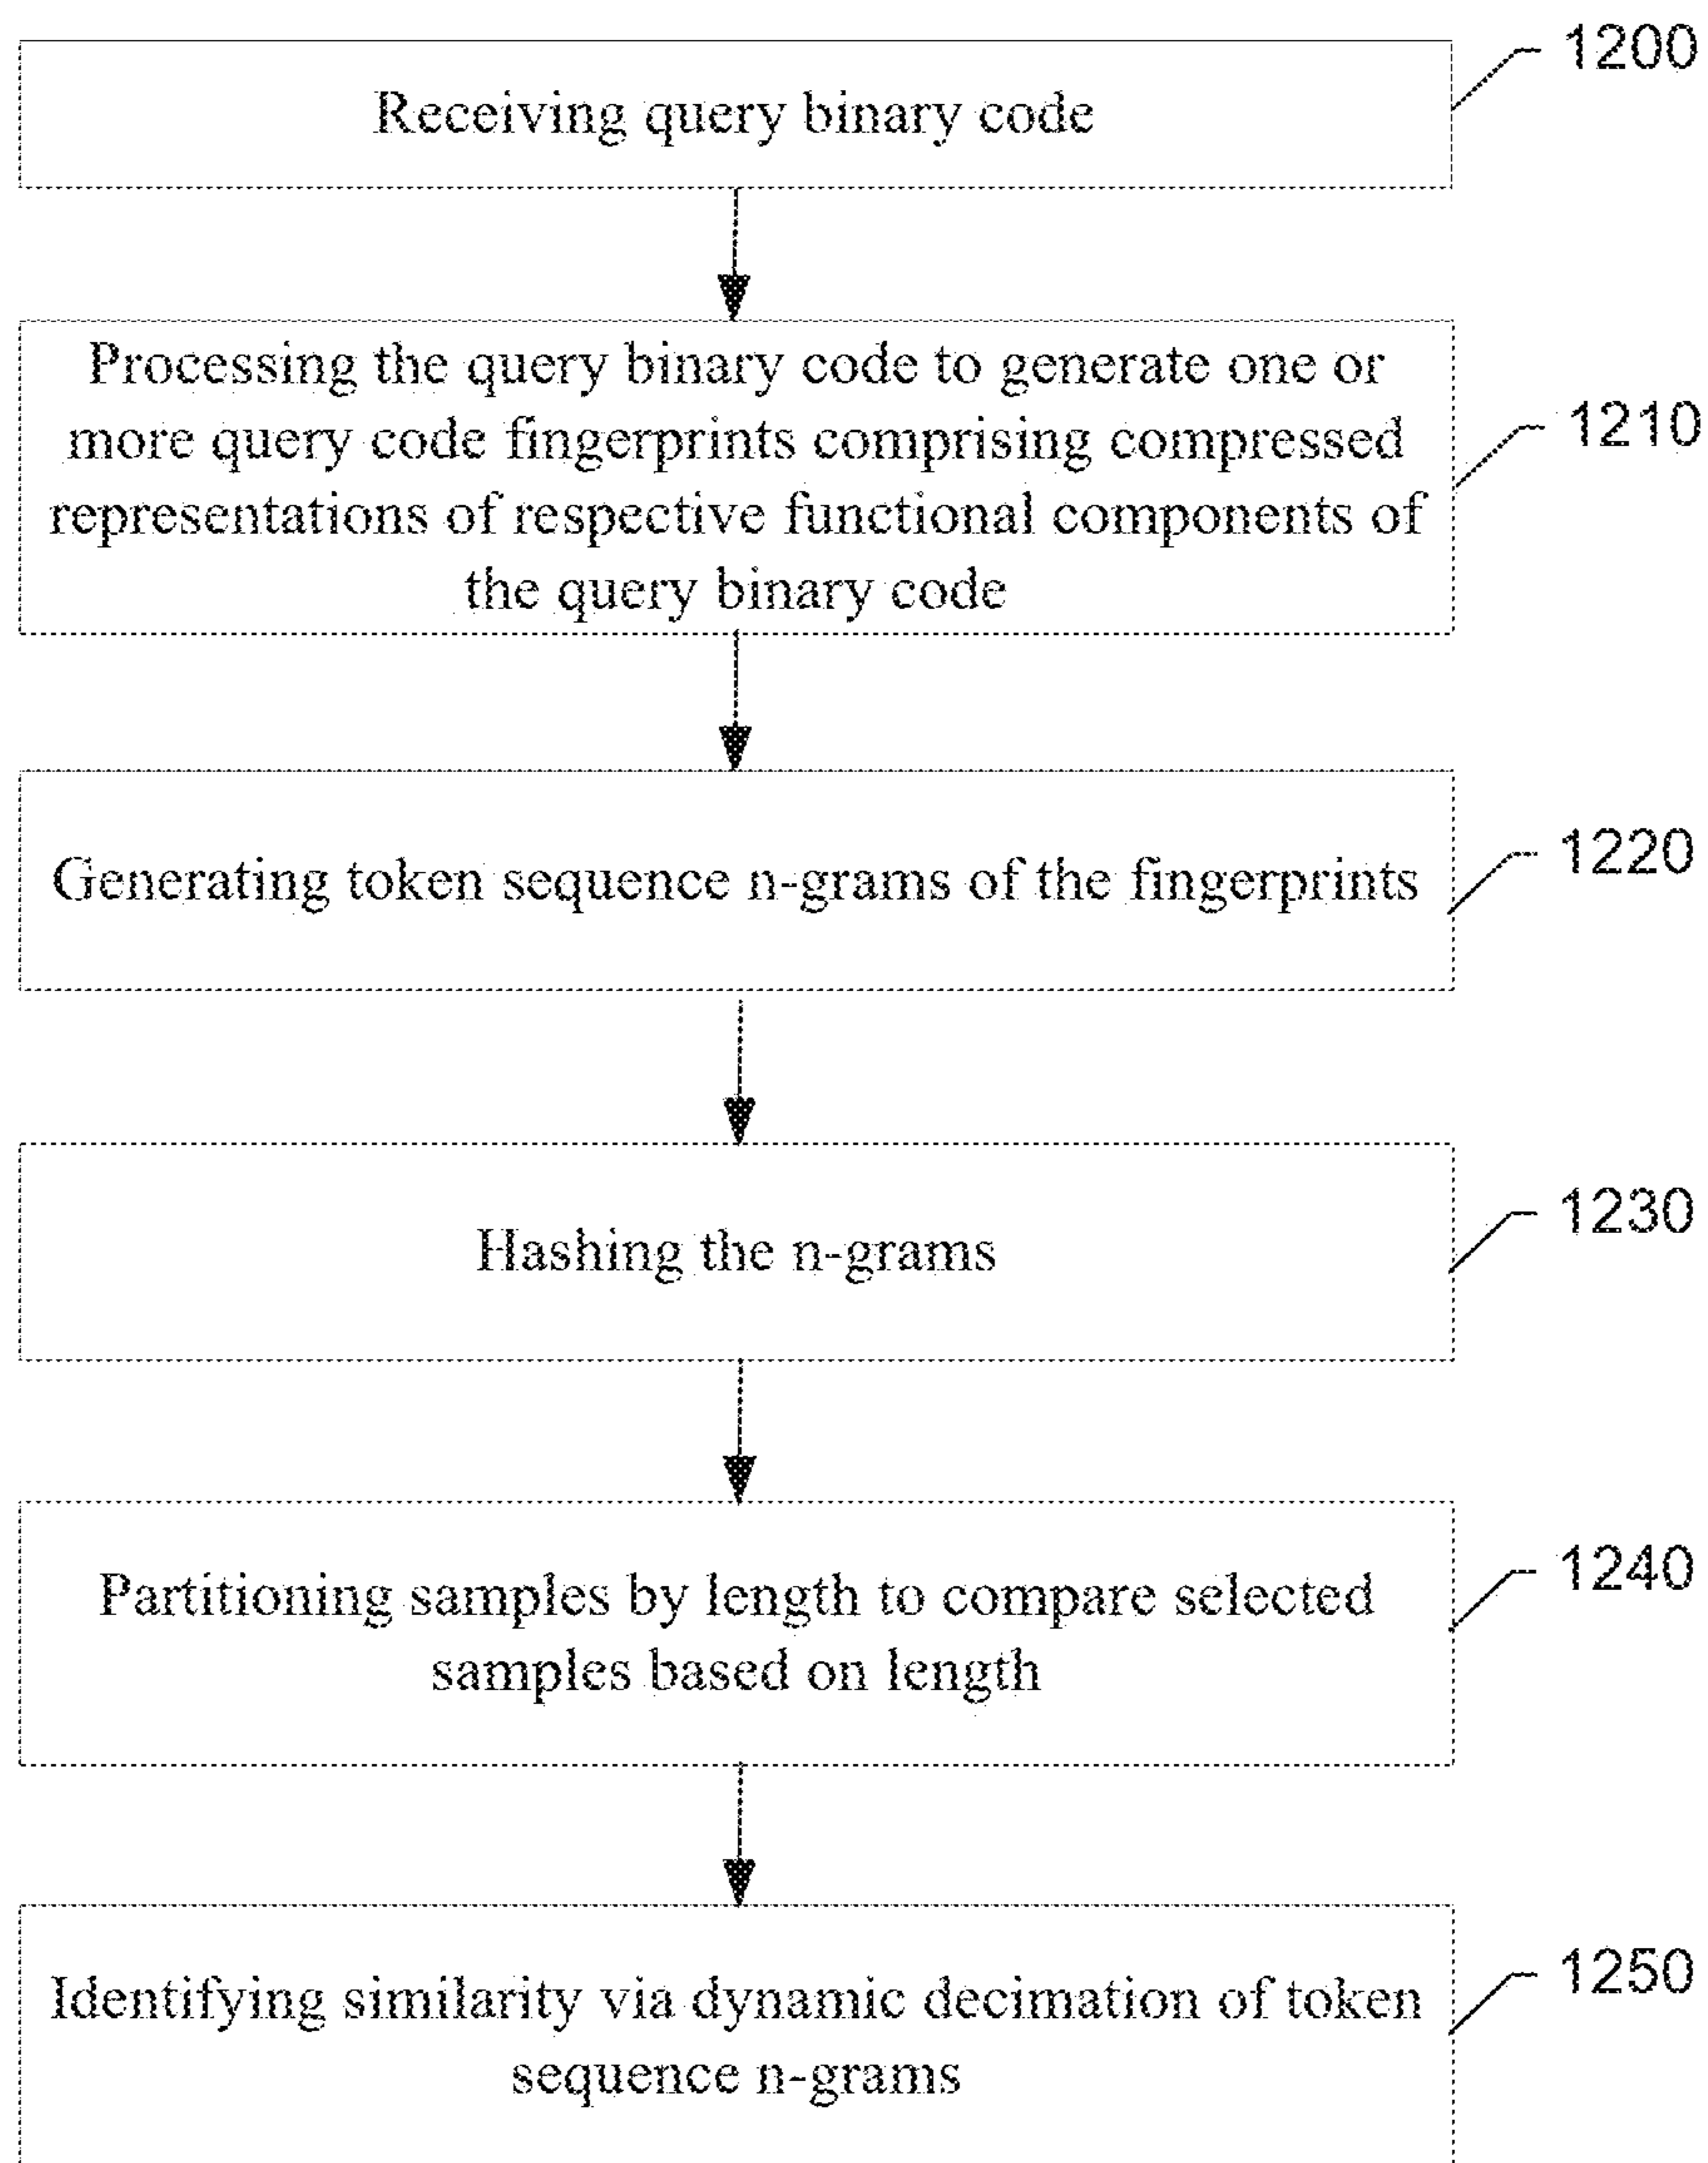 1200
Receiving query binary code
Processing the query binary code to generate one or
1210
more query code fingerprints comprising compressed
representations of respective functional components of
the query binary code
1220
Generating token sequence n-grams of the fingerprints
1230
Hashing the n-grams
1240
Partitioning samples by length to compare selected
samples based on length
1250
Identifying similarity via dynamic decimation of token
sequence n-grams